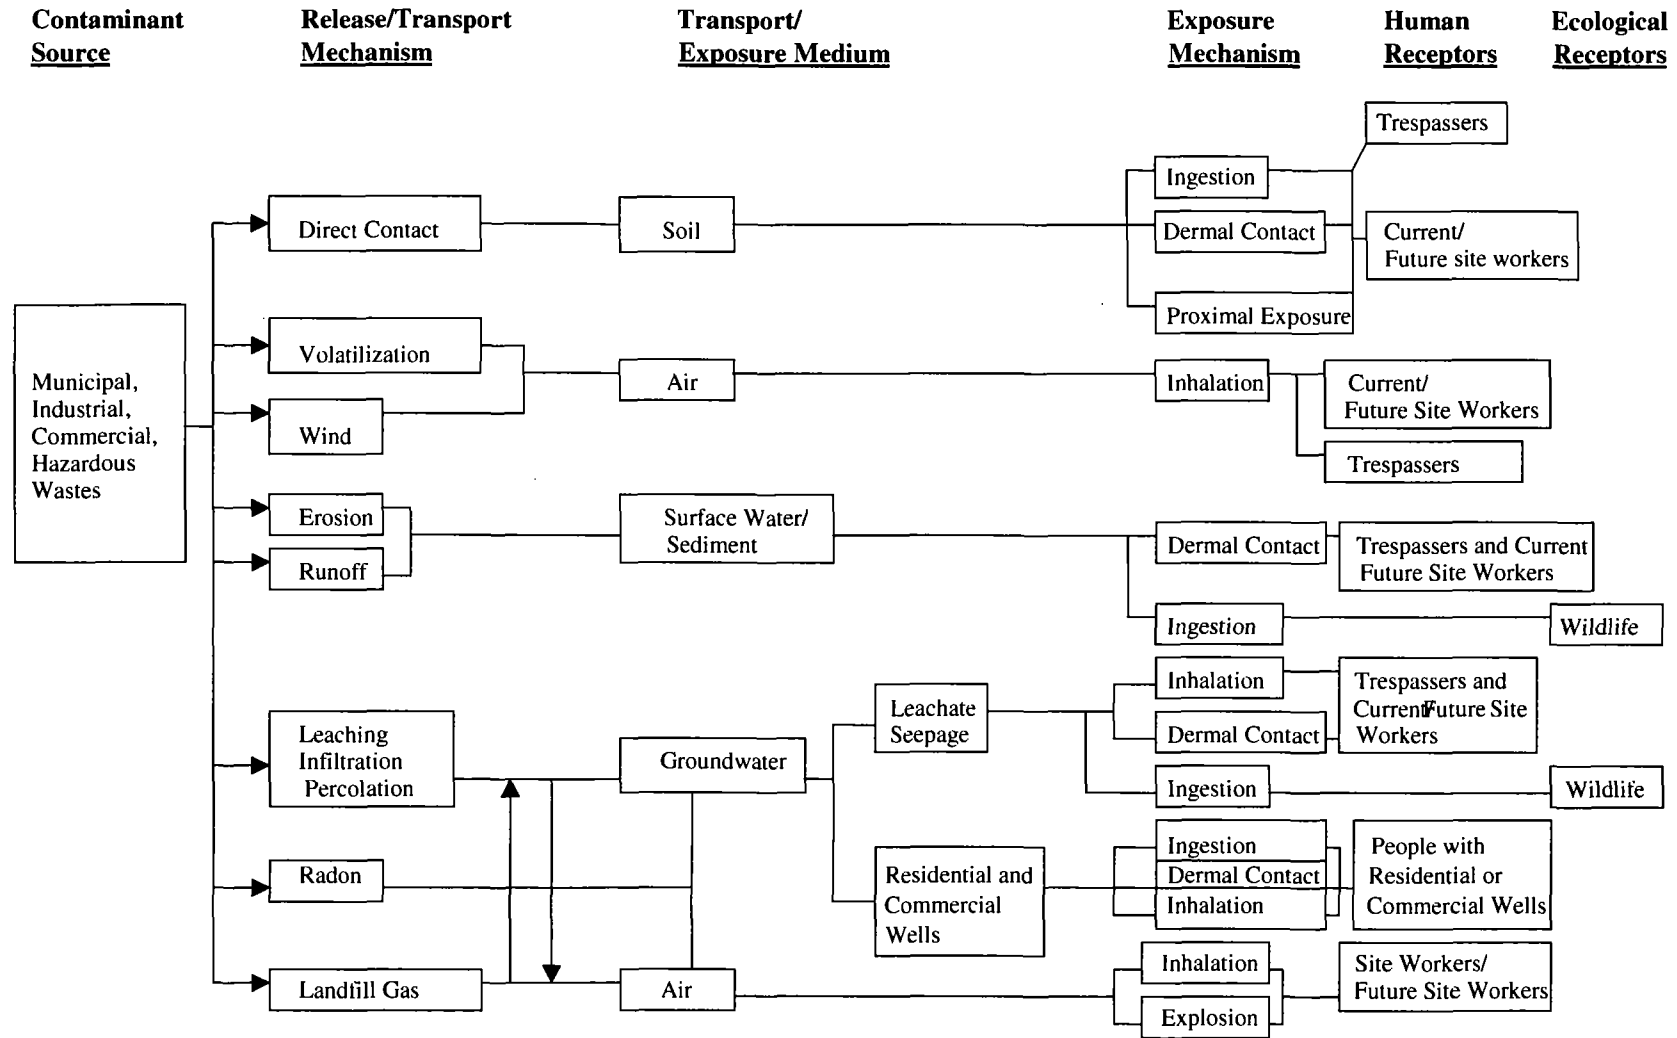 Contaminant
Source
Release/Transport
Mechanism
Transport/
Exposure Medium
Exposure
Mechanism
Human
Receptors
Ecological
Receptors
Municipal,
Industrial,
Commercial,
Hazardous
Wastes
Direct Contact
Soil
Ingestion
Dermal Contact
Proximal Exposure
Trespassers
Current/
Future site workers
Volatilization
Wind
Air
Inhalation
Current/
Future Site Workers
Trespassers
Erosion
Runoff
Surface Water/
Sediment
Dermal Contact
Trespassers and Current
Future Site Workers
Ingestion
Wildlife
Leaching
Infiltration
Percolation
Groundwater
Leachate
Seepage
Inhalation
Dermal Contact
Trespassers and
Current/Future Site
Workers
Ingestion
Wildlife
Radon
Residential and
Commercial
Wells
Ingestion
Dermal Contact
Inhalation
People with
Residential or
Commercial Wells
Landfill Gas
Air
Inhalation
Explosion
Site Workers/
Future Site Workers